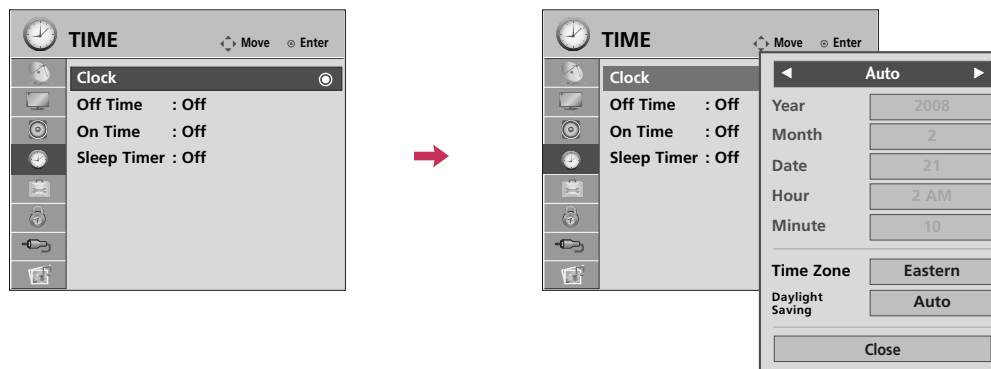 TIME
Move
Enter
Clock
Off Time : Off
On Time : Off
Sleep Timer : Off
TIME
Move
Enter
Clock
Off Time : Off
On Time : Off
Sleep Timer : Off
Auto
Year 2008
Month 2
Date 21
Hour 2 AM
Minute 10
Time Zone Eastern
Daylight
Saving
Auto
Close